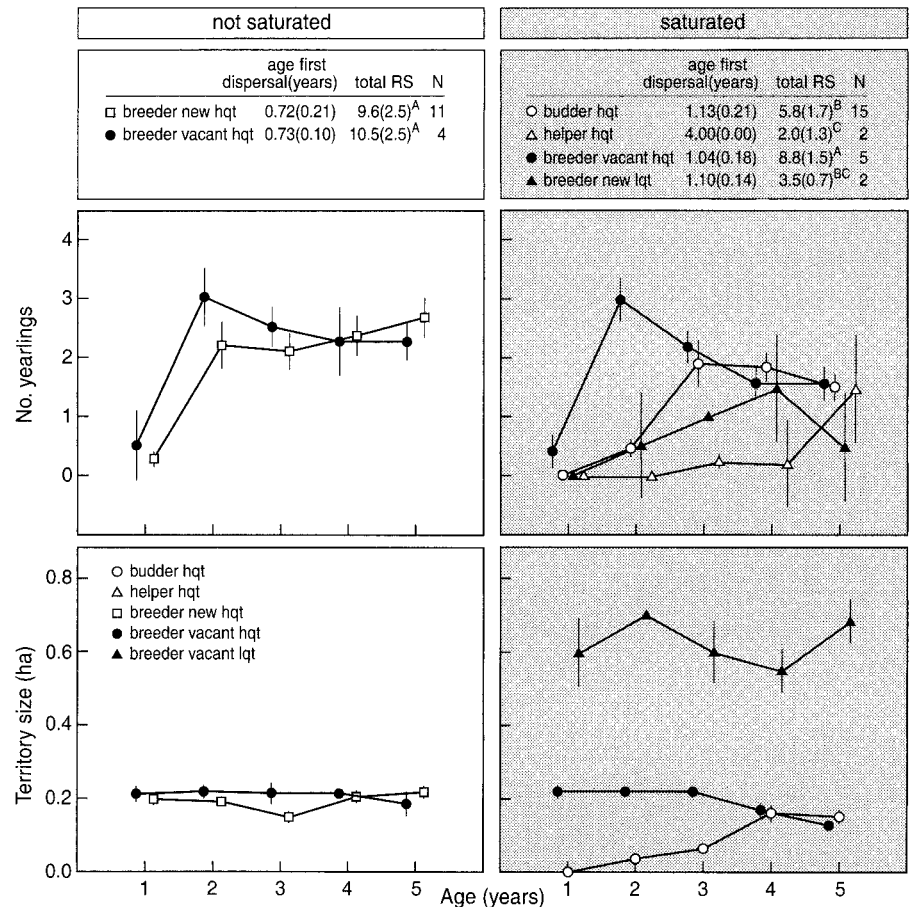 not saturated
age first
dispersal(years) total RS N
breeder new hqt 0.72(0.21) 9.6(2.5)A 11
breeder vacant hqt 0.73(0.10) 10.5(2.5)A 4
saturated
age first
dispersal(years) total RS N
budder hqt 1.13(0.21) 5.8(1.7)B 15
helper hqt 4.00(0.00) 2.0(1.3)C 2
breeder vacant hqt 1.04(0.18) 8.8(1.5)A 5
breeder new lqt 1.10(0.14) 3.5(0.7)BC 2
No. yearlings
4
3
2
1
0
Territory size (ha)
0.8
0.6
0.4
0.2
0.0
budder hqt
helper hqt
breeder new hqt
breeder vacant hqt
breeder vacant lqt
1 2 3 4 5
1 2 3 4 5
Age (years)